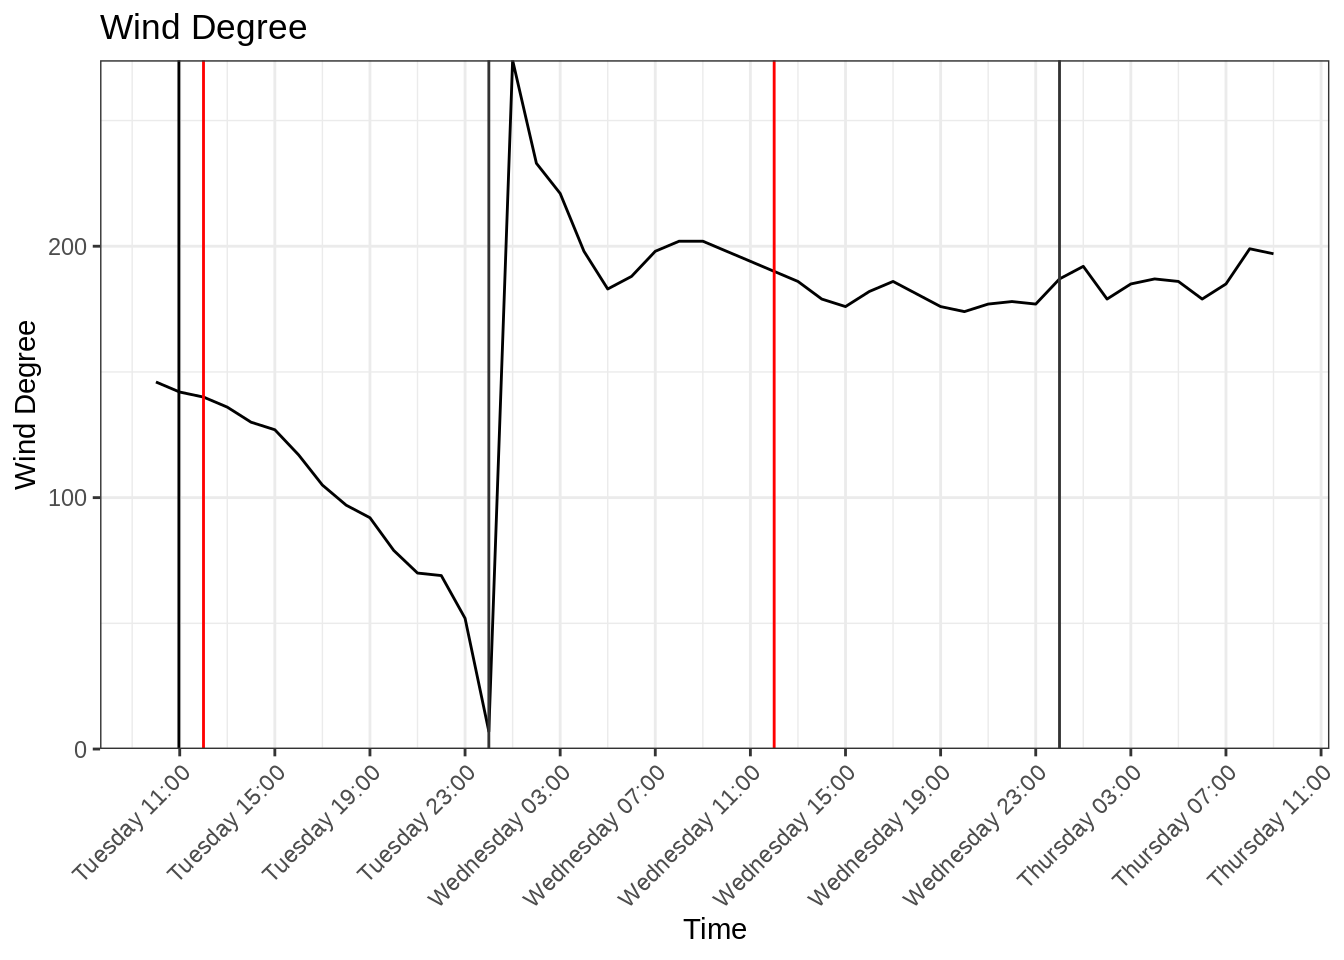 Wind Degree
Wind Degree
200
100
0
Tuesday 11:00
Tuesday 15:00
Tuesday 19:00
Tuesday 23:00
Wednesday 03:00
Wednesday 07:00
Wednesday 11:00
Wednesday 15:00
Wednesday 19:00
Wednesday 23:00
Thursday 03:00
Thursday 07:00
Thursday 11:00
Time